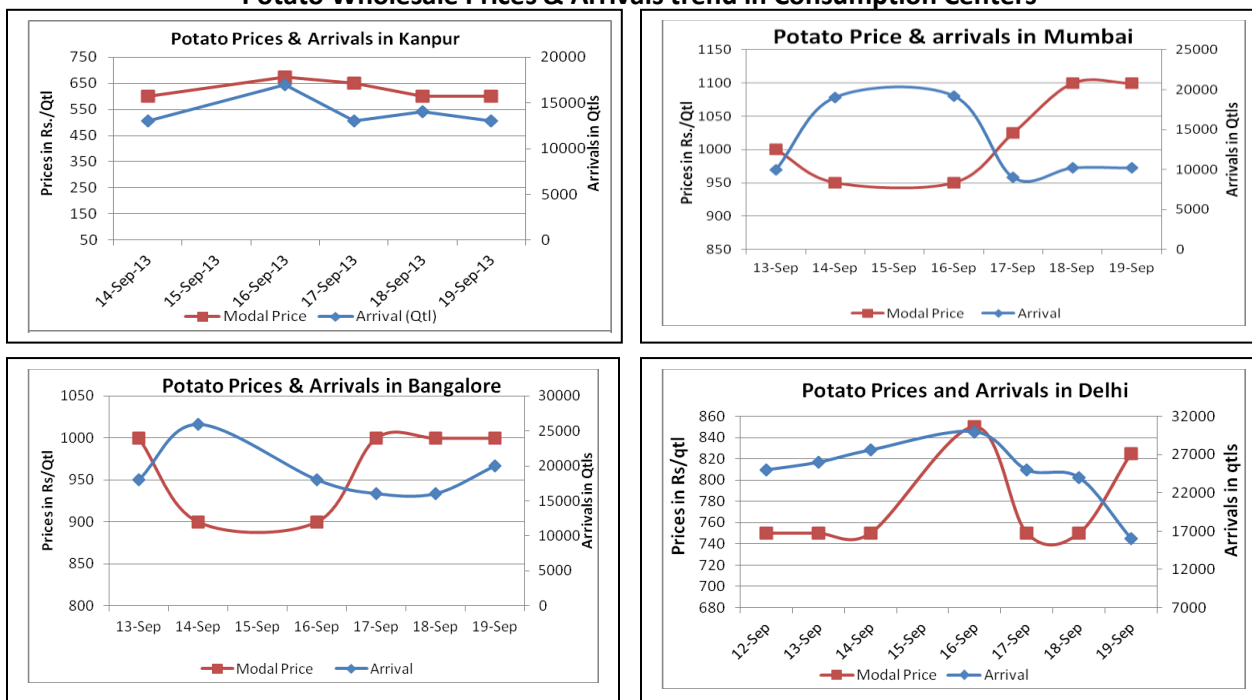 Potato Wholesale Prices & Arrivals trend in Consumption Centers
Potato Prices & Arrivals in Kanpur
Prices in Rs./Qtl
750
650
550
450
350
250
150
50
20000
15000
10000
5000
0
Arrivals in Qtls
14-Sep-13 15-Sep-13 16-Sep-13 17-Sep-13 18-Sep-13 19-Sep-13
Modal Price Arrival (Qtl)
Potato Price & arrivals in Mumbai
Prices in Rs./Qtl
1150
1100
1050
1000
950
900
850
25000
20000
15000
10000
5000
0
Arrivals in Qtls
13-Sep 14-Sep 15-Sep 16-Sep 17-Sep 18-Sep 19-Sep
Modal Price Arrival
Potato Prices & Arrivals in Bangalore
Prices in Rs/Qtl
1050
1000
950
900
850
800
30000
25000
20000
15000
10000
5000
0
Arrivals in Qtls
13-Sep 14-Sep 15-Sep 16-Sep 17-Sep 18-Sep 19-Sep
Modal Price Arrival
Potato Prices and Arrivals in Delhi
Prices in Rs/qtl
860
840
820
800
780
760
740
720
700
680
32000
27000
22000
17000
12000
7000
Arrivals in qtls
12-Sep 13-Sep 14-Sep 15-Sep 16-Sep 17-Sep 18-Sep 19-Sep
Modal Price Arrival